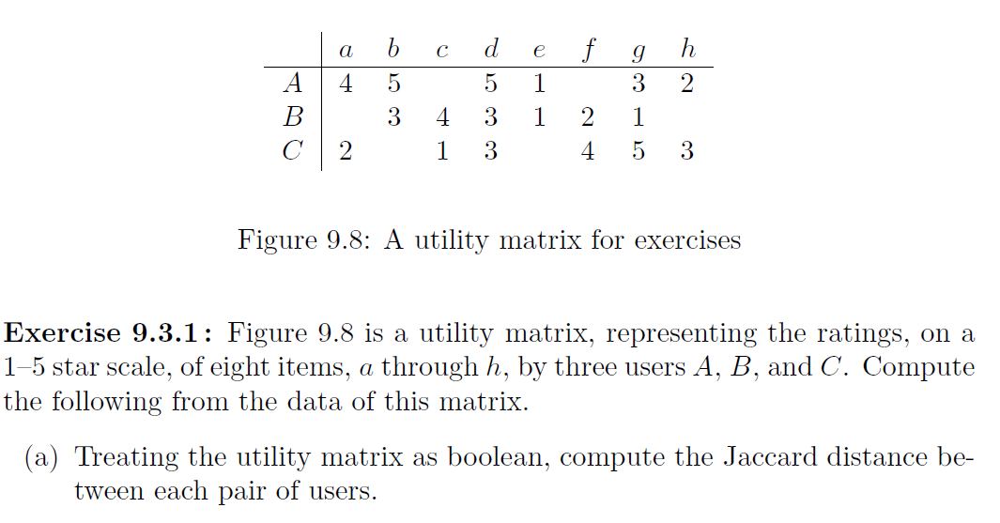 a b c d e f g h
A 4 5 5 1 3 2
B 3 4 3 1 2 1
C 2 1 3 4 5 3
Figure 9.8: A utility matrix for exercises
Exercise 9.3.1: Figure 9.8 is a utility matrix, representing the ratings, on a
1–5 star scale, of eight items, a through h, by three users A, B, and C. Compute
the following from the data of this matrix.
(a) Treating the utility matrix as boolean, compute the Jaccard distance be-
tween each pair of users.